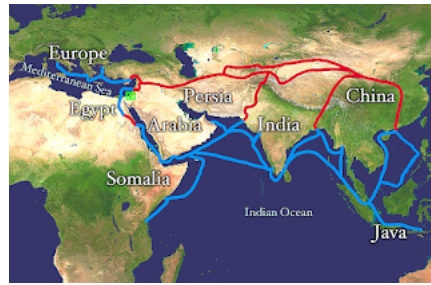 Europe
Mediterranean Sea
Egypt
Persia
China
Arabia
India
Somalia
Indian Ocean
Java